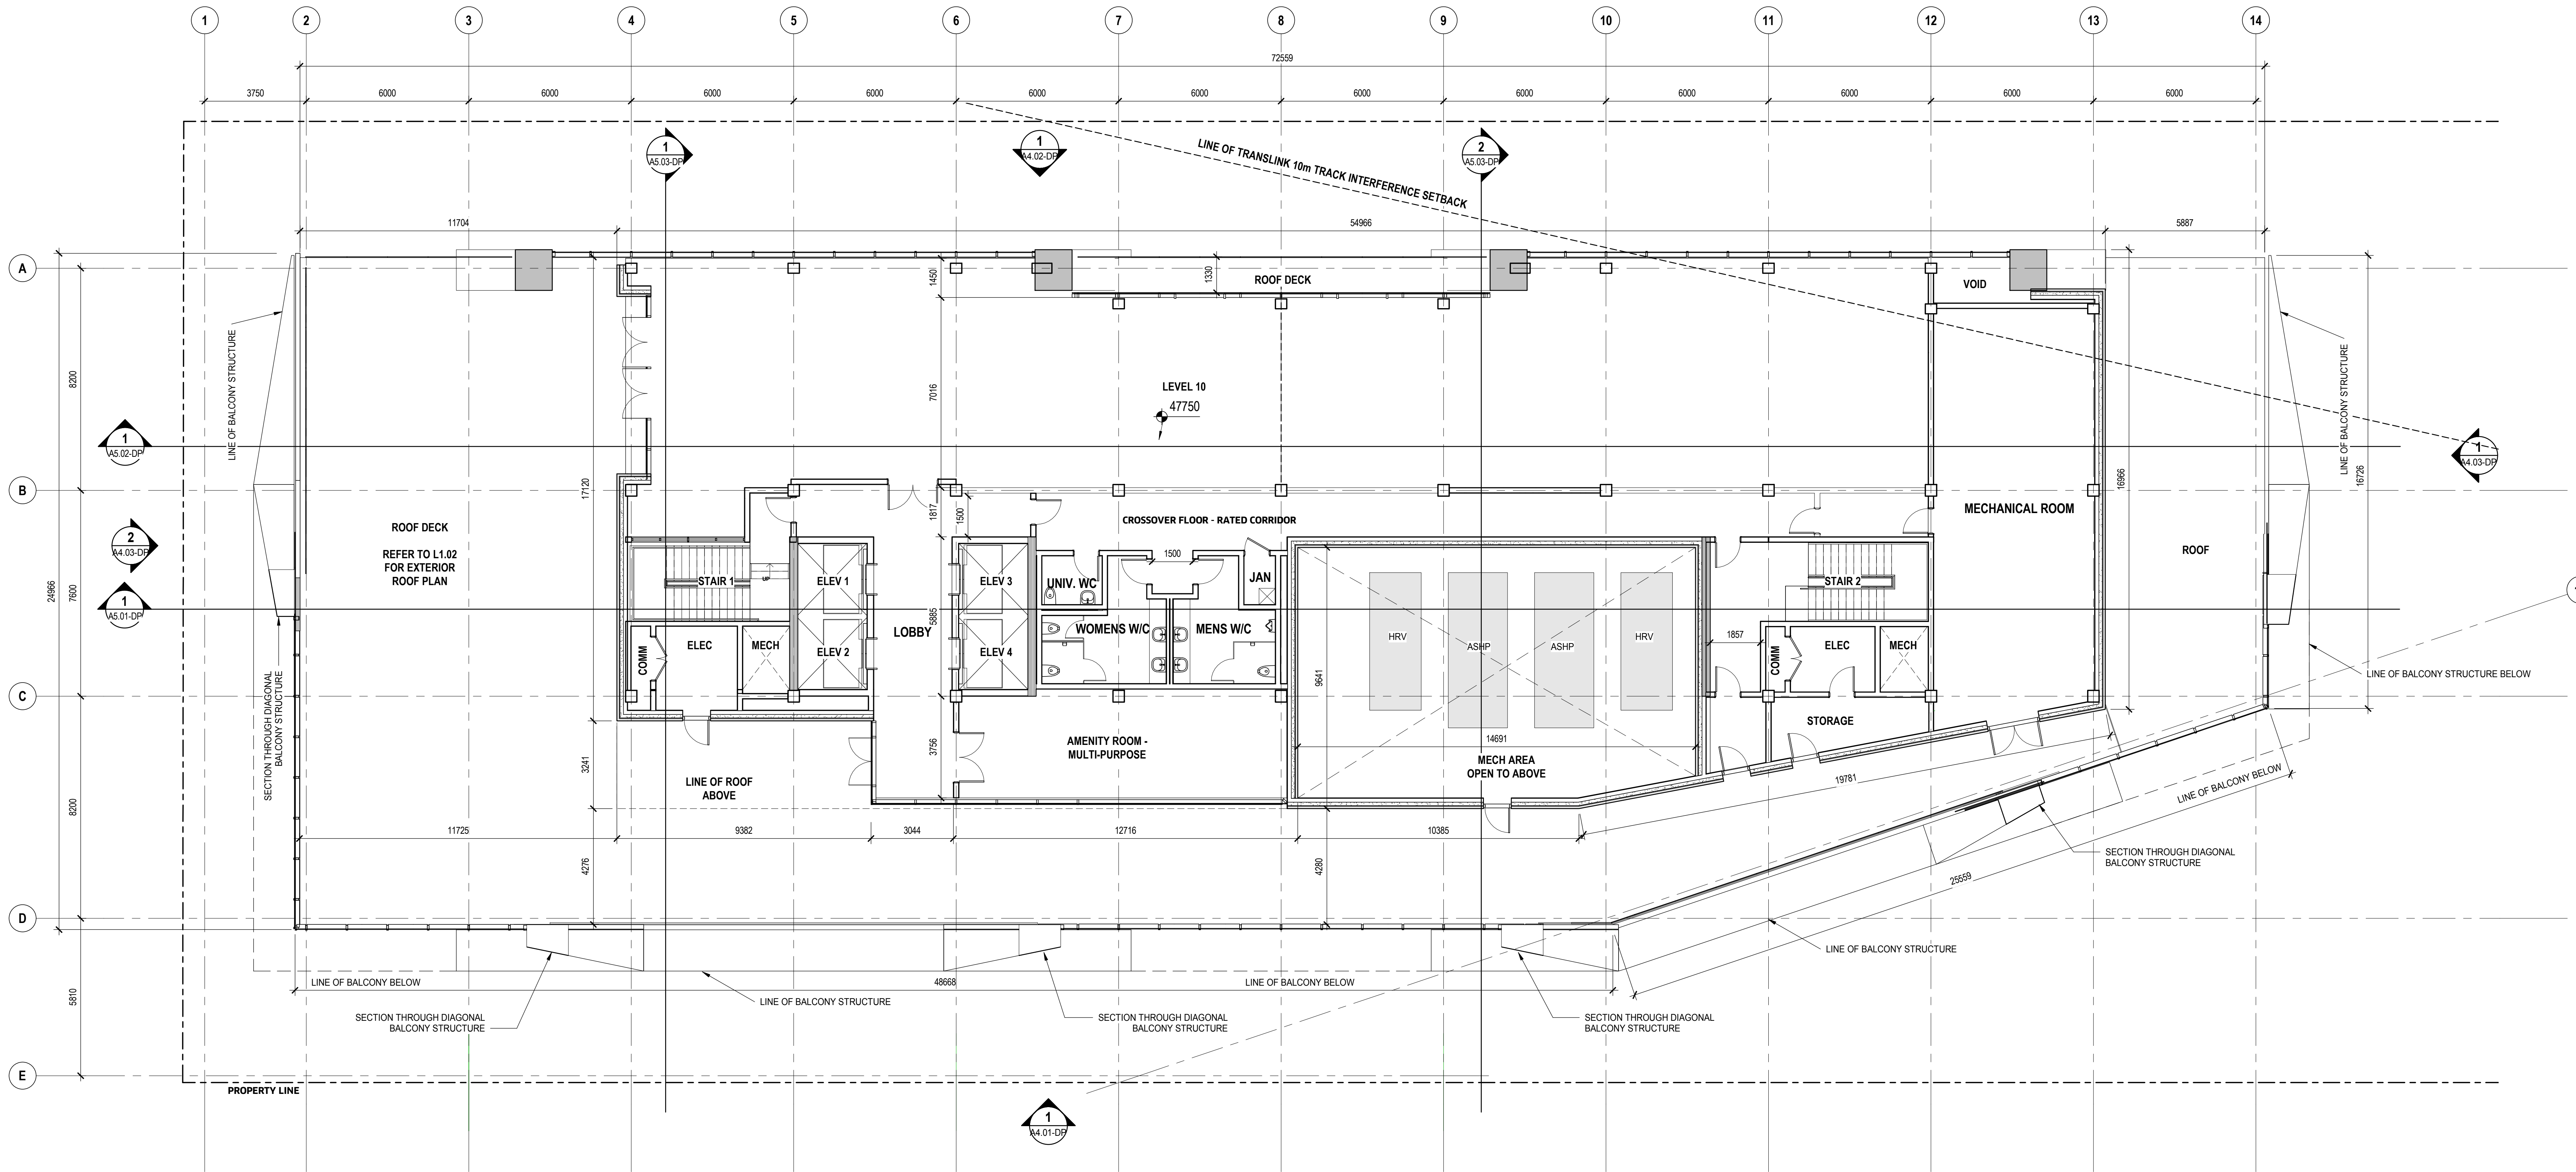 1
2
3
4
5
6
7
8
9
10
11
12
13
14
72559
3750
6000
6000
6000
6000
6000
6000
6000
6000
6000
6000
6000
6000
1
A5.03-DP
1
A4.02-DP
2
A5.03-DP
LINE OF TRANSLINK 10m TRACK INTERFERENCE SETBACK
11704
54966
5887
A
1450
1330
ROOF DECK
VOID
LINE OF BALCONY STRUCTURE
LINE OF BALCONY STRUCTURE
8200
7016
LEVEL 10
47750
1
A5.02-DP
1
A4.03-DP
16966
16726
17120
B
1817
1500
ROOF DECK
REFER TO L1.02
FOR EXTERIOR
ROOF PLAN
CROSSOVER FLOOR - RATED CORRIDOR
MECHANICAL ROOM
ROOF
2
A4.03-DP
24966
7600
1
A5.01-DP
1500
STAIR 1
UP
ELEV 1
ELEV 3
UNIV. WC
JAN
STAIR 2
5885
LOBBY
WOMENS W/C
MENS W/C
HRV
ASHP
ASHP
HRV
1857
COMM
ELEC
MECH
ELEV 2
ELEV 4
COMM
ELEC
MECH
9641
C
LINE OF BALCONY STRUCTURE BELOW
SECTION THROUGH DIAGONAL
BALCONY STRUCTURE
3241
3756
AMENITY ROOM -
MULTI-PURPOSE
14691
MECH AREA
OPEN TO ABOVE
STORAGE
LINE OF ROOF
ABOVE
19781
LINE OF BALCONY BELOW
8200
11725
9382
3044
12716
10385
4276
4280
SECTION THROUGH DIAGONAL
BALCONY STRUCTURE
25559
D
LINE OF BALCONY STRUCTURE
5810
LINE OF BALCONY BELOW
48668
LINE OF BALCONY BELOW
LINE OF BALCONY STRUCTURE
SECTION THROUGH DIAGONAL
BALCONY STRUCTURE
SECTION THROUGH DIAGONAL
BALCONY STRUCTURE
SECTION THROUGH DIAGONAL
BALCONY STRUCTURE
E
PROPERTY LINE
1
A4.01-DP